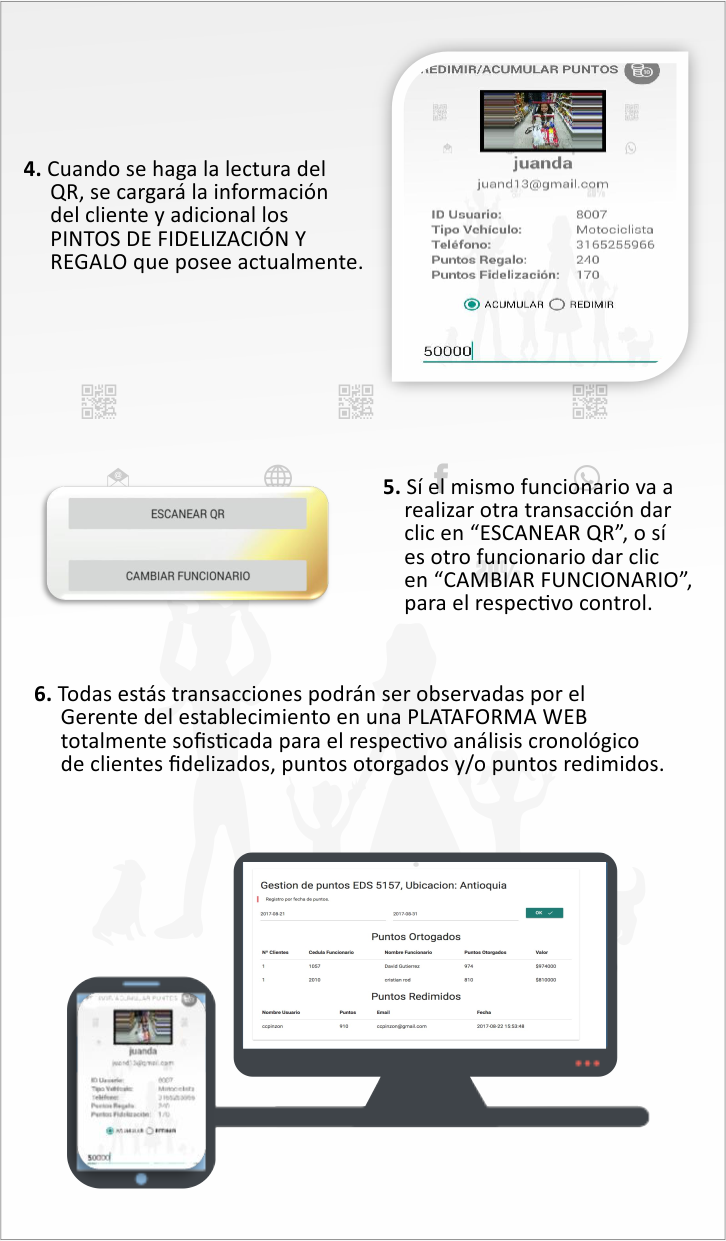 4. Cuando se haga la lectura del
QR, se cargará la información
del cliente y adicional los
PINTOS DE FIDELIZACIÓN Y
REGALO que posee actualmente.
REDIMIR/ACUMULAR PUNTOS
juanda
juand13@gmail.com
ID Usuario: 8007
Tipo Vehículo: Motociclista
Teléfono: 3165255966
Puntos Regalo: 240
Puntos Fidelización: 170
ACUMULAR REDIMIR
50000
ESCANEAR QR
CAMBIAR FUNCIONARIO
5. Sí el mismo funcionario va a
realizar otra transacción dar
clic en “ESCANEAR QR”, o sí
es otro funcionario dar clic
en “CAMBIAR FUNCIONARIO”,
para el respectivo control.
6. Todas estás transacciones podrán ser observadas por el
Gerente del establecimiento en una PLATAFORMA WEB
totalmente sofisticada para el respectivo análisis cronológico
de clientes fidelizados, puntos otorgados y/o puntos redimidos.
Gestion de puntos EDS 5157, Ubicacion: Antioquia
Registro por fecha de puntos.
2017-08-21 2017-08-31 OK
Puntos Ortogados
Nº Clientes Cedula Funcionario Nombre Funcionario Puntos Otorgados Valor
1 1057 David Gutierrez 974 $974000
1 2010 cristian rod 810 $810000
Puntos Redimidos
Nombre Usuario Puntos Email Fecha
ccpinzon 910 ccpinzon@gmail.com 2017-08-22 15:53:48
ACUMULAR PUNTOS
juanda
juand13@gmail.com
ID Usuario: 8007
Tipo Vehículo: Motociclista
Teléfono: 3165255966
Puntos Regalo: 240
Puntos Fidelización: 170
ACUMULAR REDIMIR
50000